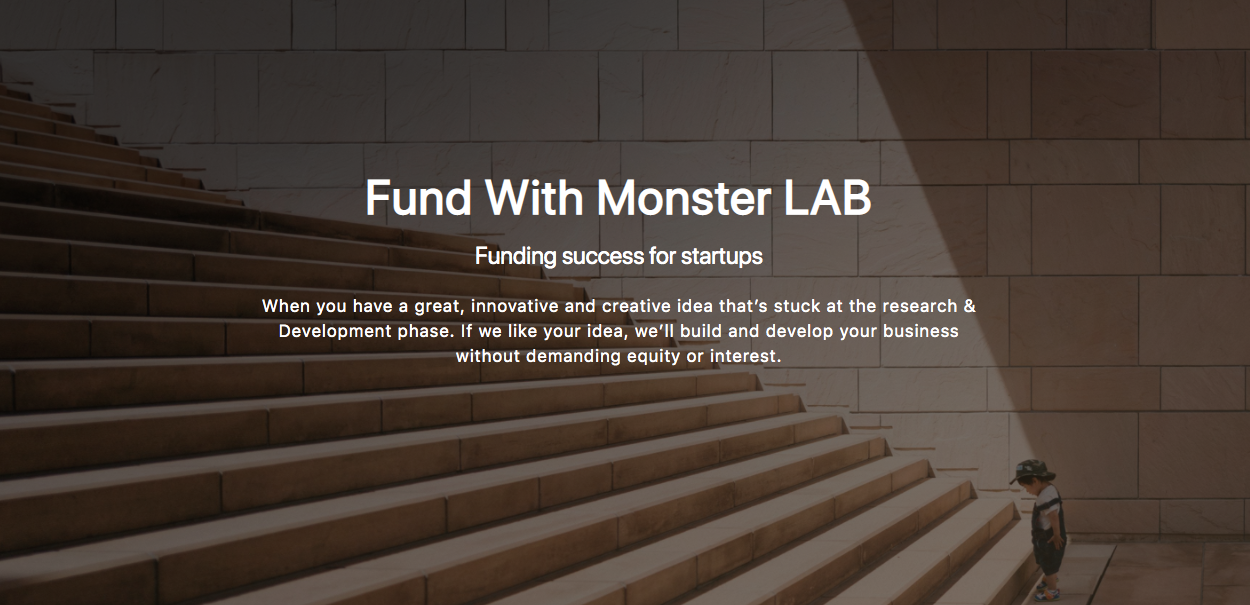 Fund With Monster LAB
Funding success for startups
When you have a great, innovative and creative idea that’s stuck at the research &
Development phase. If we like your idea, we’ll build and develop your business
without demanding equity or interest.